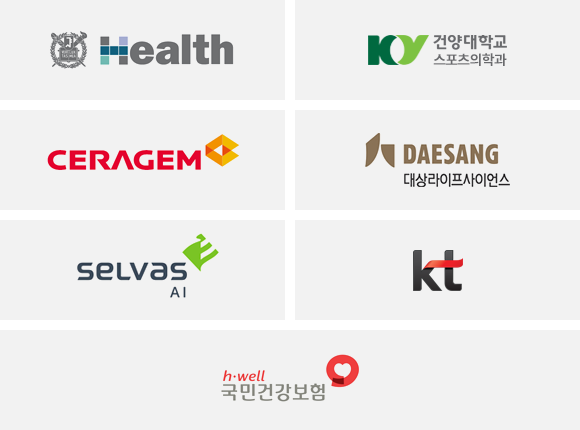 Health
KY 건양대학교
스포츠의학과
CERAGEM
DAESANG
대상라이프사이언스
SELVAS
AI
kt
h·well
국민건강보험